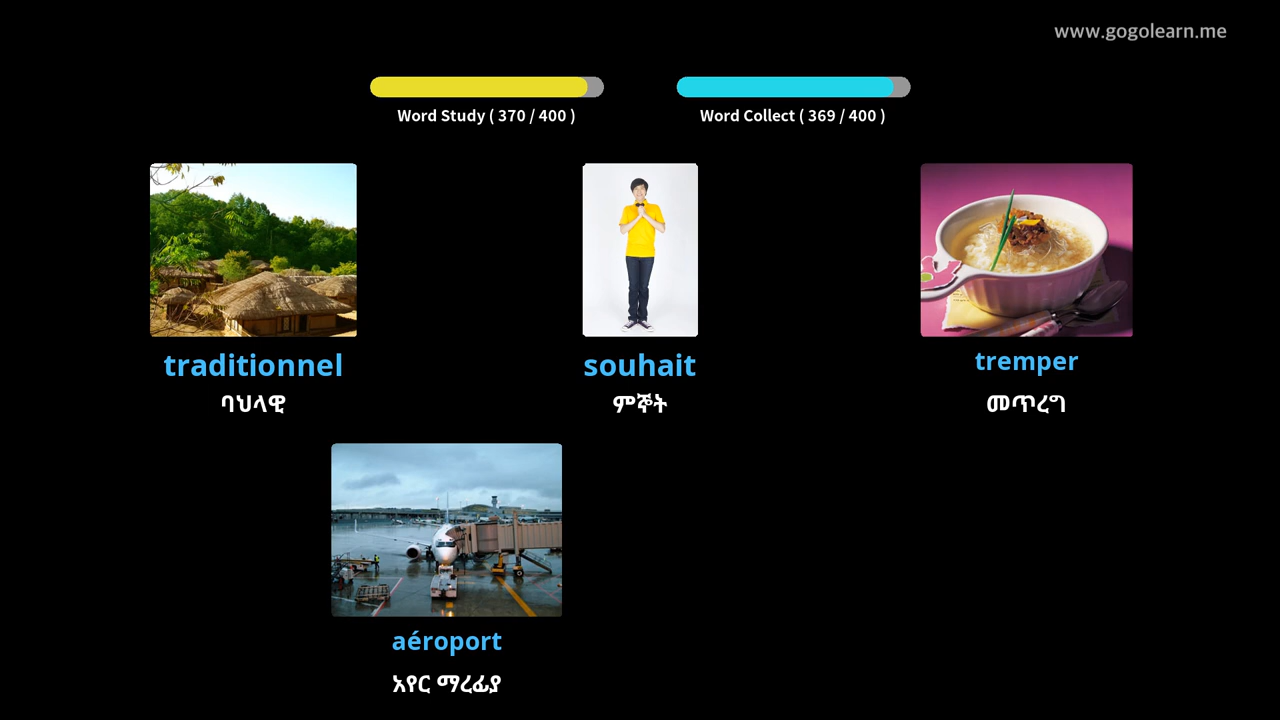 www.gogolearn.me
Word Study ( 370 / 400 )
Word Collect ( 369 / 400 )
traditionnel
ባህላዊ
souhait
ምኞት
tremper
መጥረግ
aéroport
አየር ማረፊያ